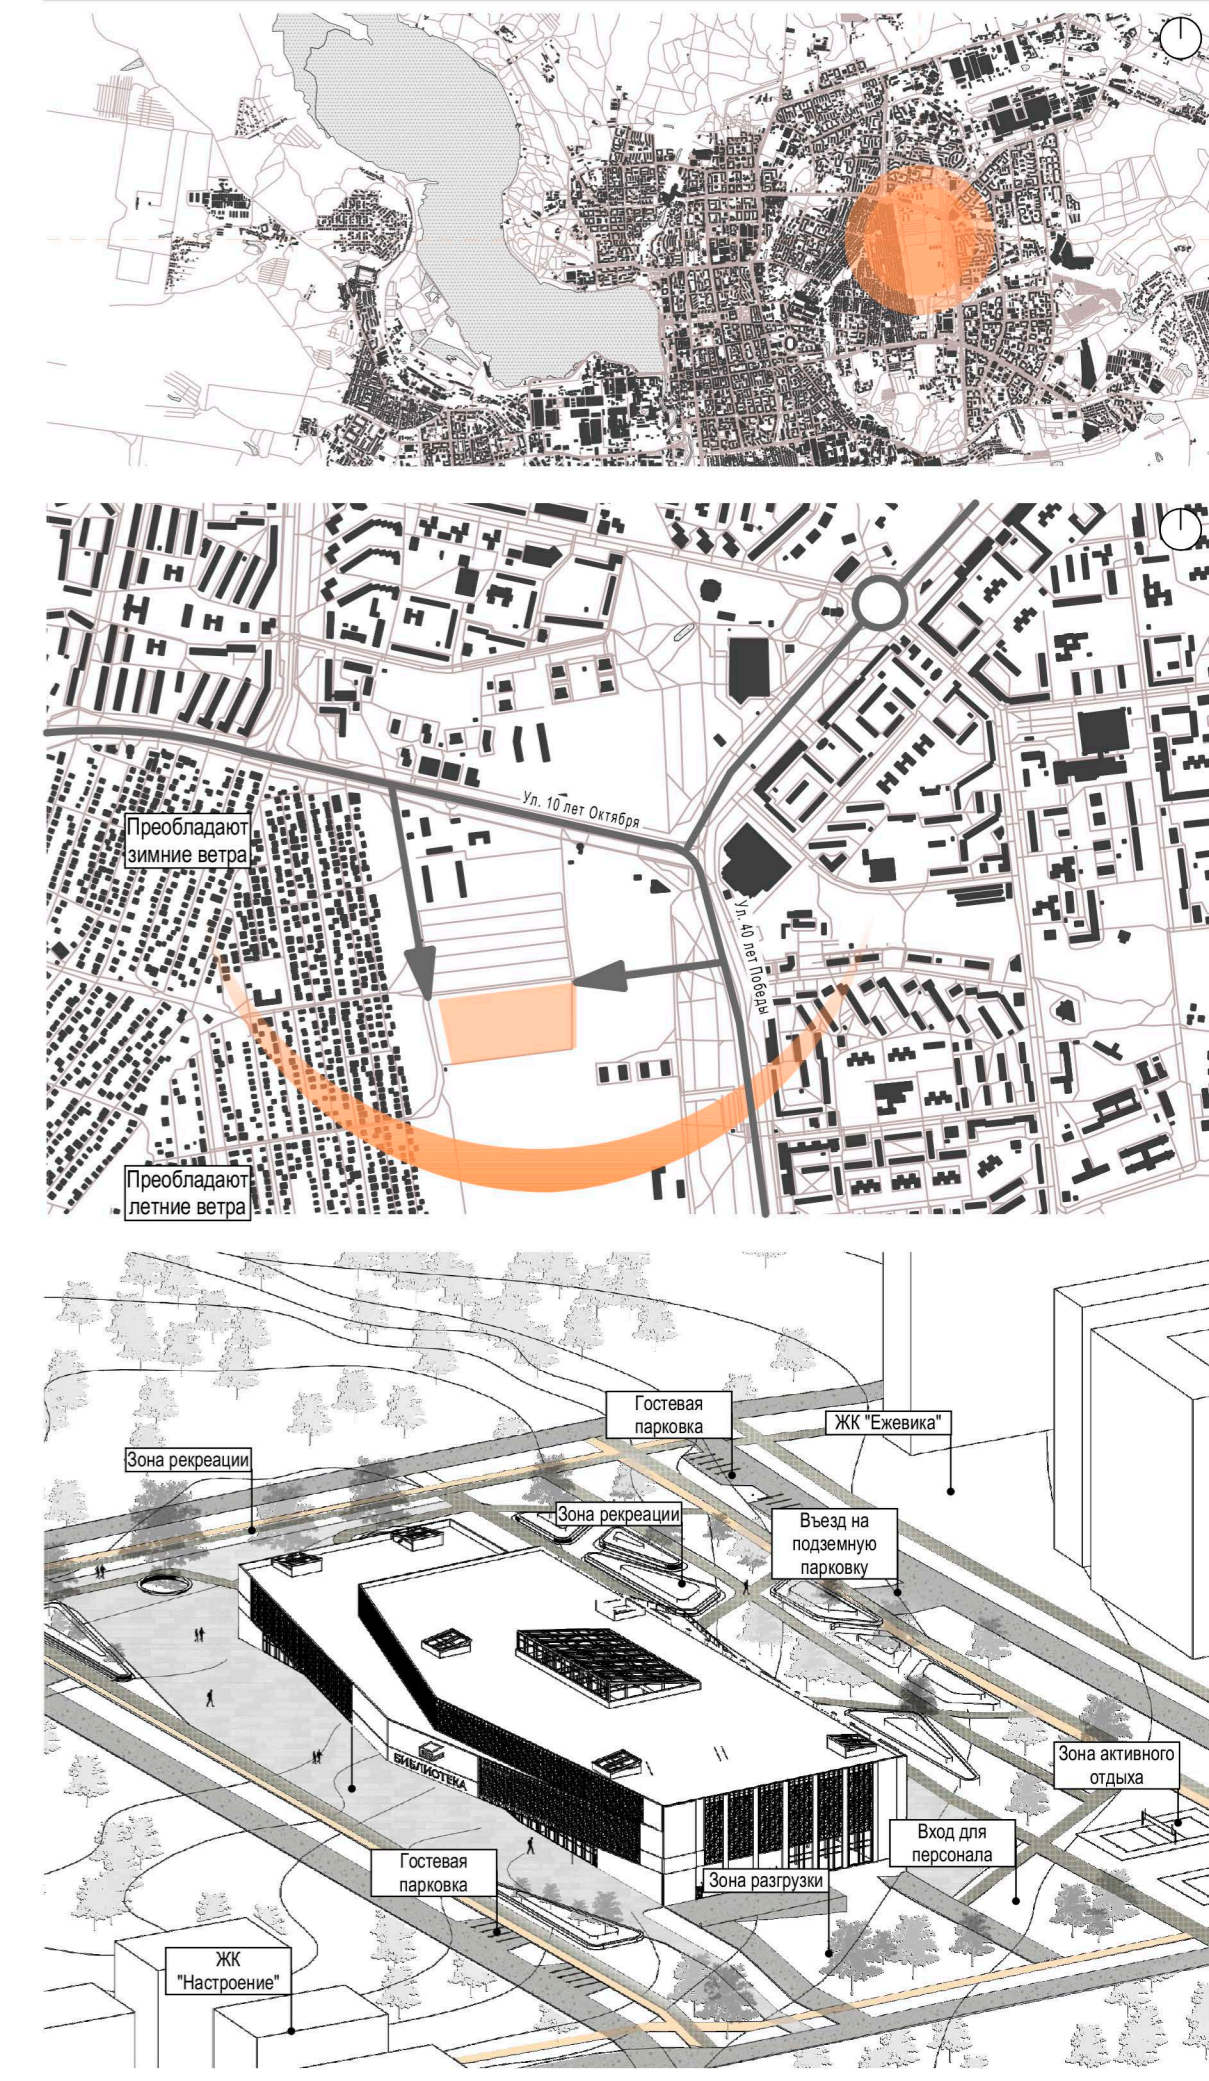 Ул. 10 лет Октября
Преобладают
зимние ветра
Ул. 40 лет Победы
Преобладают
летние ветра
Гостевая
парковка
ЖК "Ежевика"
Зона рекреации
Зона рекреации
Въезд на
подземную
парковку
БИБЛИОТЕКА
Зона активного
отдыха
Вход для
персонала
Гостевая
парковка
Зона разгрузки
ЖК
"Настроение"